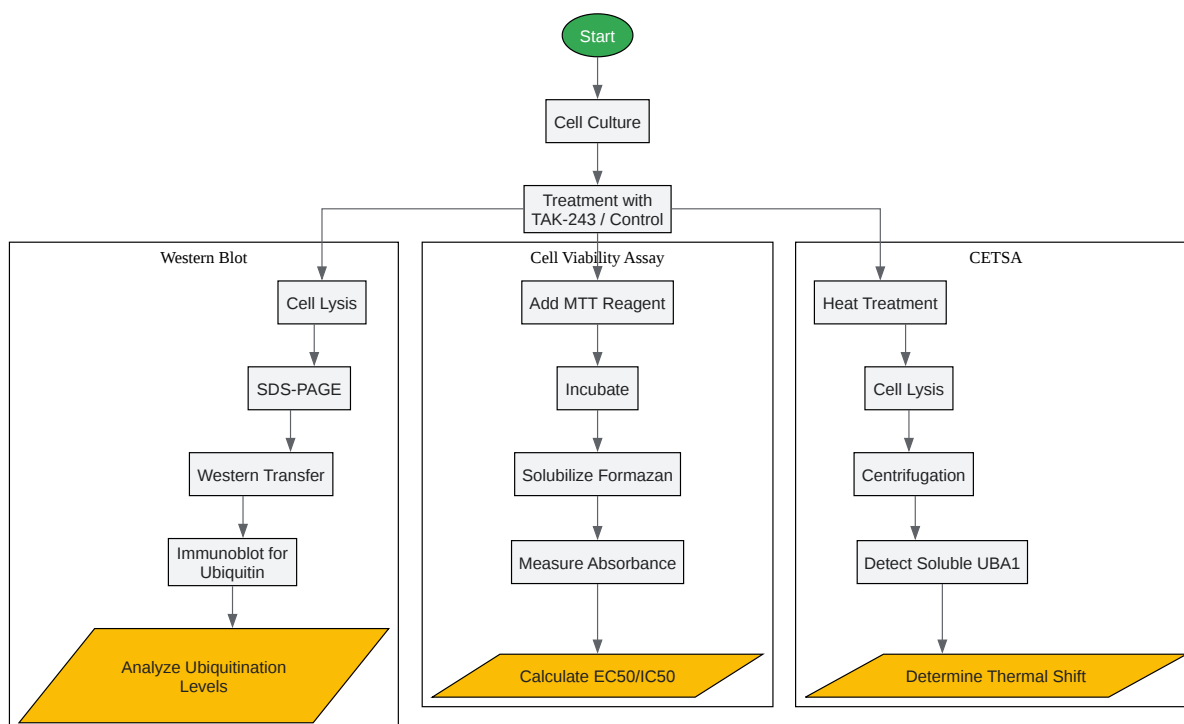 Start
Cell Culture
Treatment with
TAK-243 / Control
Western Blot
Cell Lysis
SDS-PAGE
Western Transfer
Immunoblot for
Ubiquitin
Analyze Ubiquitination
Levels
Cell Viability Assay
Add MTT Reagent
Incubate
Solubilize Formazan
Measure Absorbance
Calculate EC50/IC50
CETSA
Heat Treatment
Cell Lysis
Centrifugation
Detect Soluble UBA1
Determine Thermal Shift